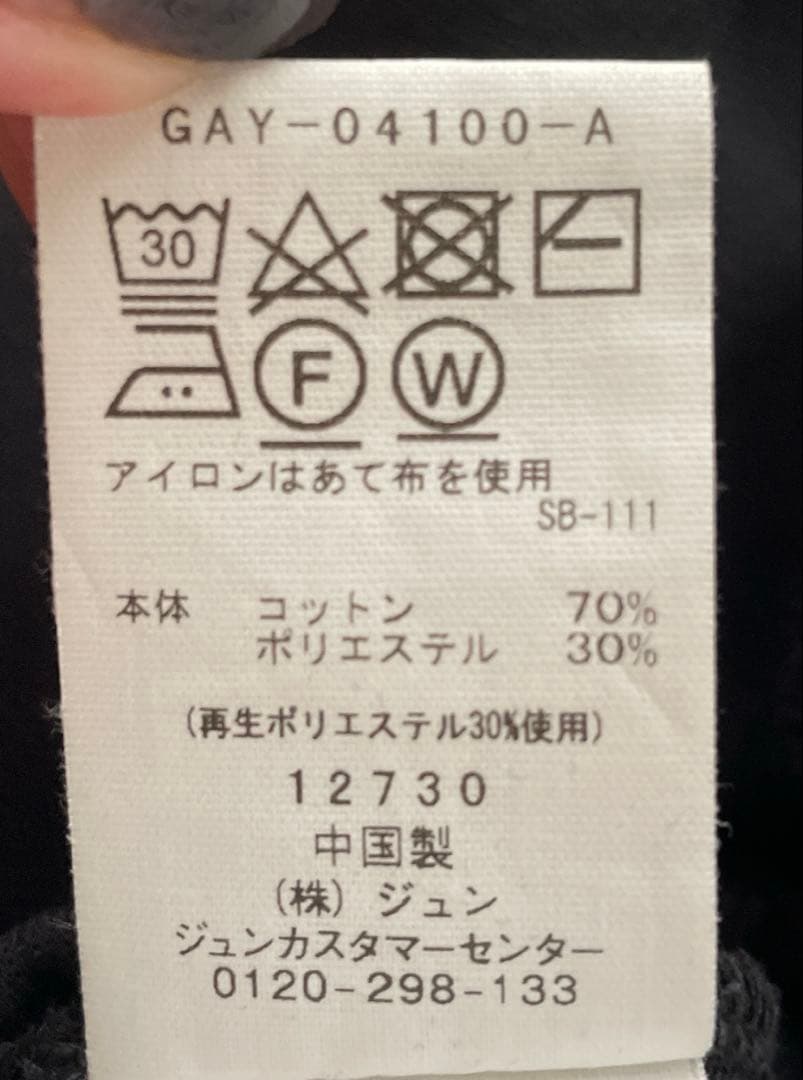 GAY-04100-A
30
F W
アイロンはあて布を使用
SB-111
本体 コットン 70%
ポリエステル 30%
(再生ポリエステル30%使用)
12730
中国製
(株) ジュン
ジュンカスタマーセンター
0120-298-133